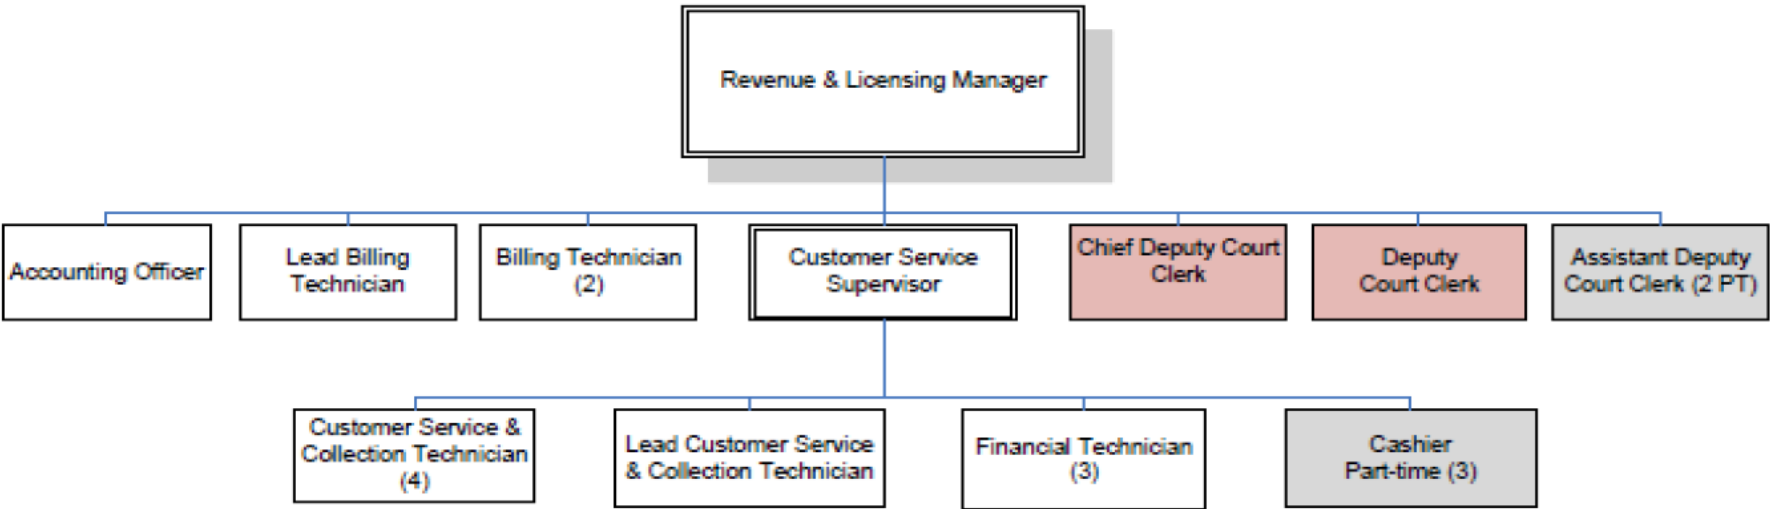 Revenue & Licensing Manager
Accounting Officer
Lead Billing
Technician
Billing Technician
(2)
Customer Service
Supervisor
Chief Deputy Court
Clerk
Deputy
Court Clerk
Assistant Deputy
Court Clerk (2 PT)
Customer Service &
Collection Technician
(4)
Lead Customer Service
& Collection Technician
Financial Technician
(3)
Cashier
Part-time (3)